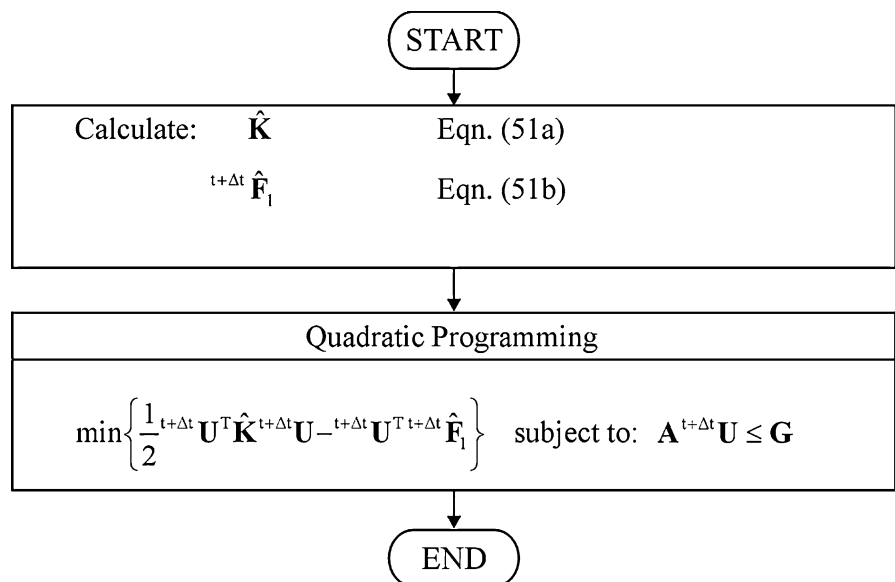 START
Calculate: K̂ Eqn. (51a)
t+Δt F̂₁ Eqn. (51b)
Quadratic Programming
min{1/2 t+Δt Uᵀ K̂ t+Δt U − t+Δt Uᵀ t+Δt F̂₁} subject to: A t+Δt U ≤ G
END